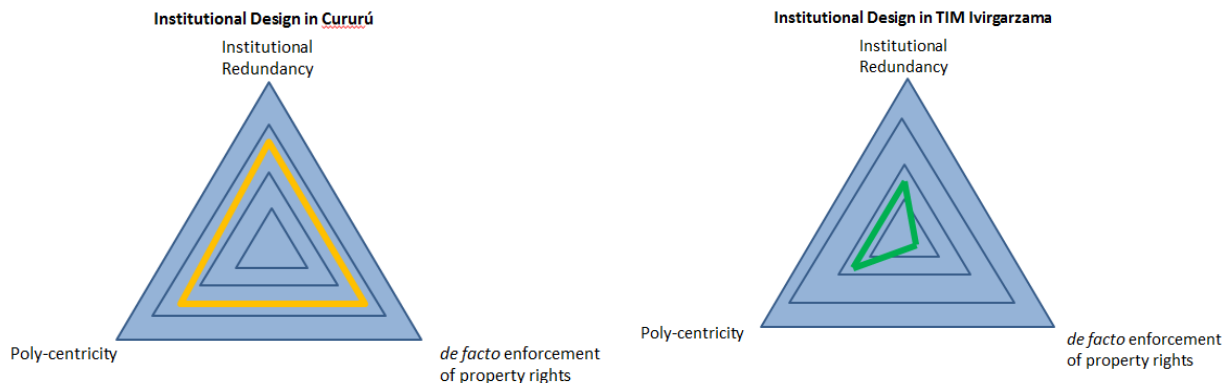 Institutional Design in Cururú
Institutional
Redundancy
Poly-centricity
de facto enforcement
of property rights
Institutional Design in TIM Ivirgarzama
Institutional
Redundancy
Poly-centricity
de facto enforcement
of property rights